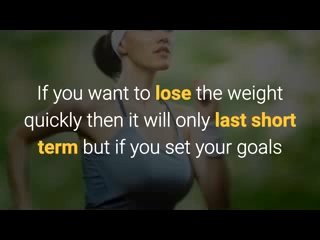 If you want to lose the weight
quickly then it will only last short
term but if you set your goals